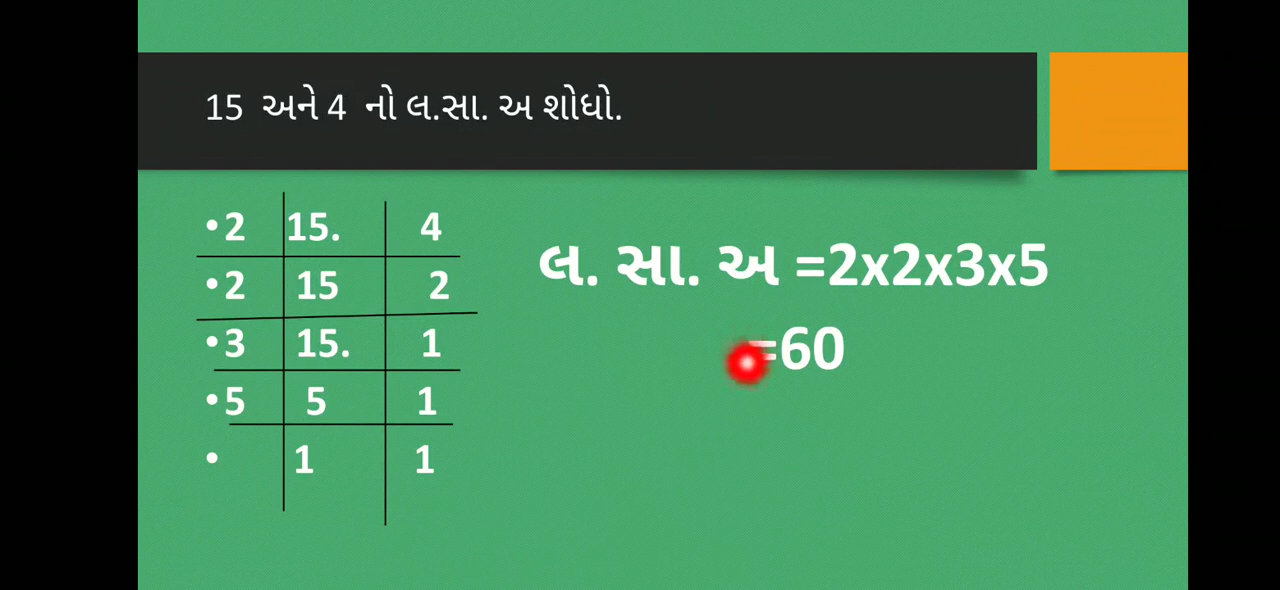 15 અને 4 નો લ.સા. અ શોધો.
•2 15. 4
•2 15 2
•3 15. 1
•5 5 1
• 1 1
લ. સા. અ =2x2x3x5
=60